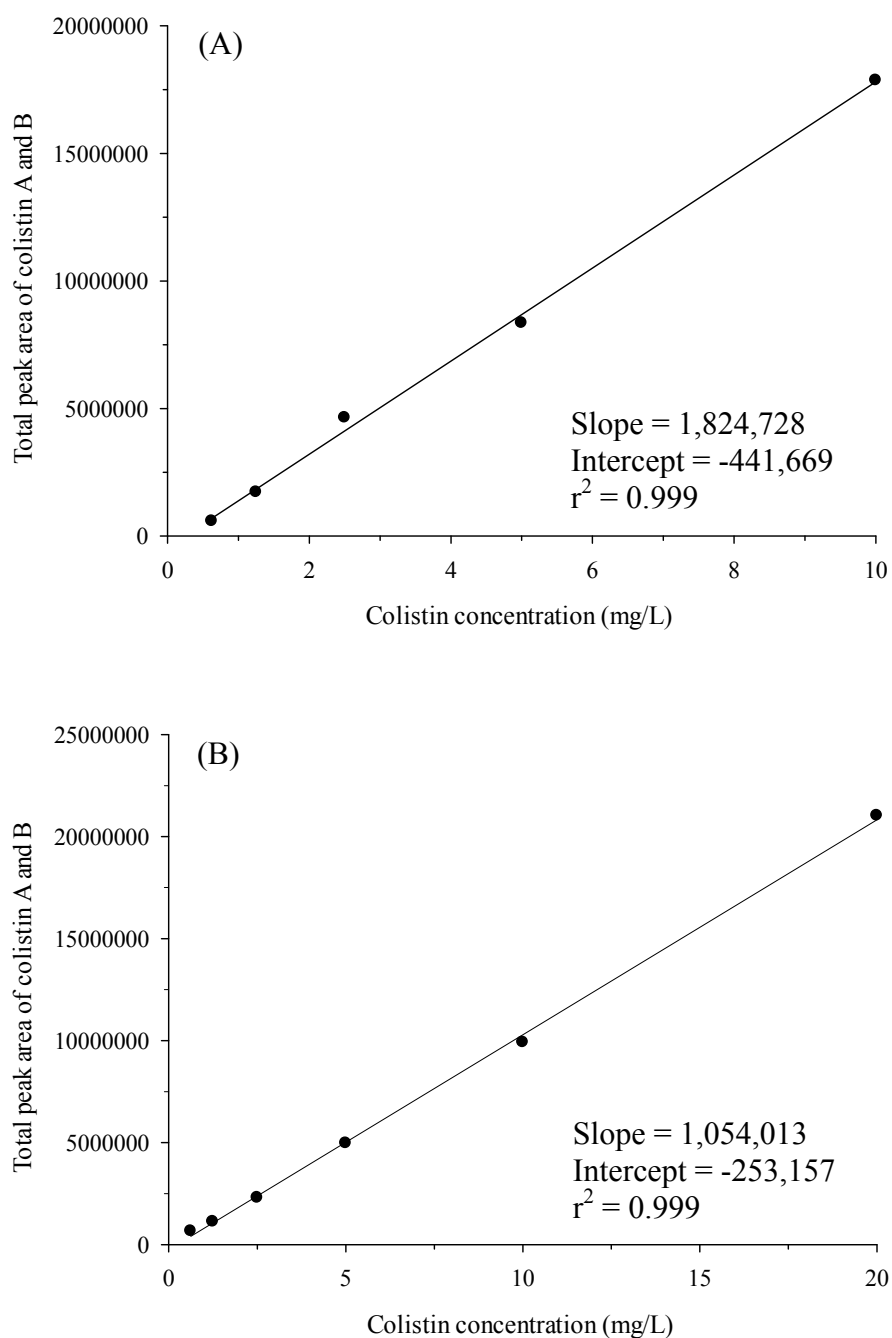 (A)
20000000
15000000
10000000
5000000
0
Total peak area of colistin A and B
Slope = 1,824,728
Intercept = -441,669
r² = 0.999
0 2 4 6 8 10
Colistin concentration (mg/L)
(B)
25000000
20000000
15000000
10000000
5000000
0
Total peak area of colistin A and B
Slope = 1,054,013
Intercept = -253,157
r² = 0.999
0 5 10 15 20
Colistin concentration (mg/L)